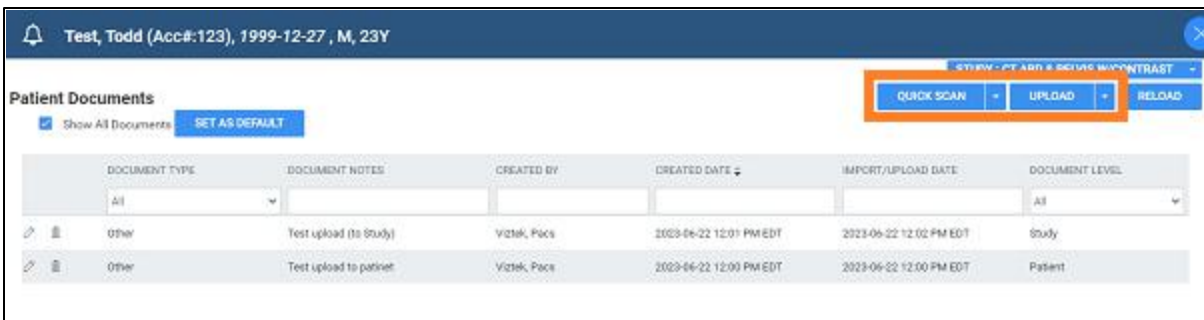 Test, Todd (Acc#:123), 1999-12-27 , M, 23Y
STUDY : CT ABD & PELVIS W/CONTRAST
Patient Documents
QUICK SCAN UPLOAD RELOAD
Show All Documents SET AS DEFAULT
DOCUMENT TYPE DOCUMENT NOTES CREATED BY CREATED DATE IMPORT/UPLOAD DATE DOCUMENT LEVEL
All All
Other Test upload (to Study) Viztek, Pacs 2023-06-22 12:01 PM EDT 2023-06-22 12:02 PM EDT Study
Other Test upload to patinet Viztek, Pacs 2023-06-22 12:00 PM EDT 2023-06-22 12:00 PM EDT Patient